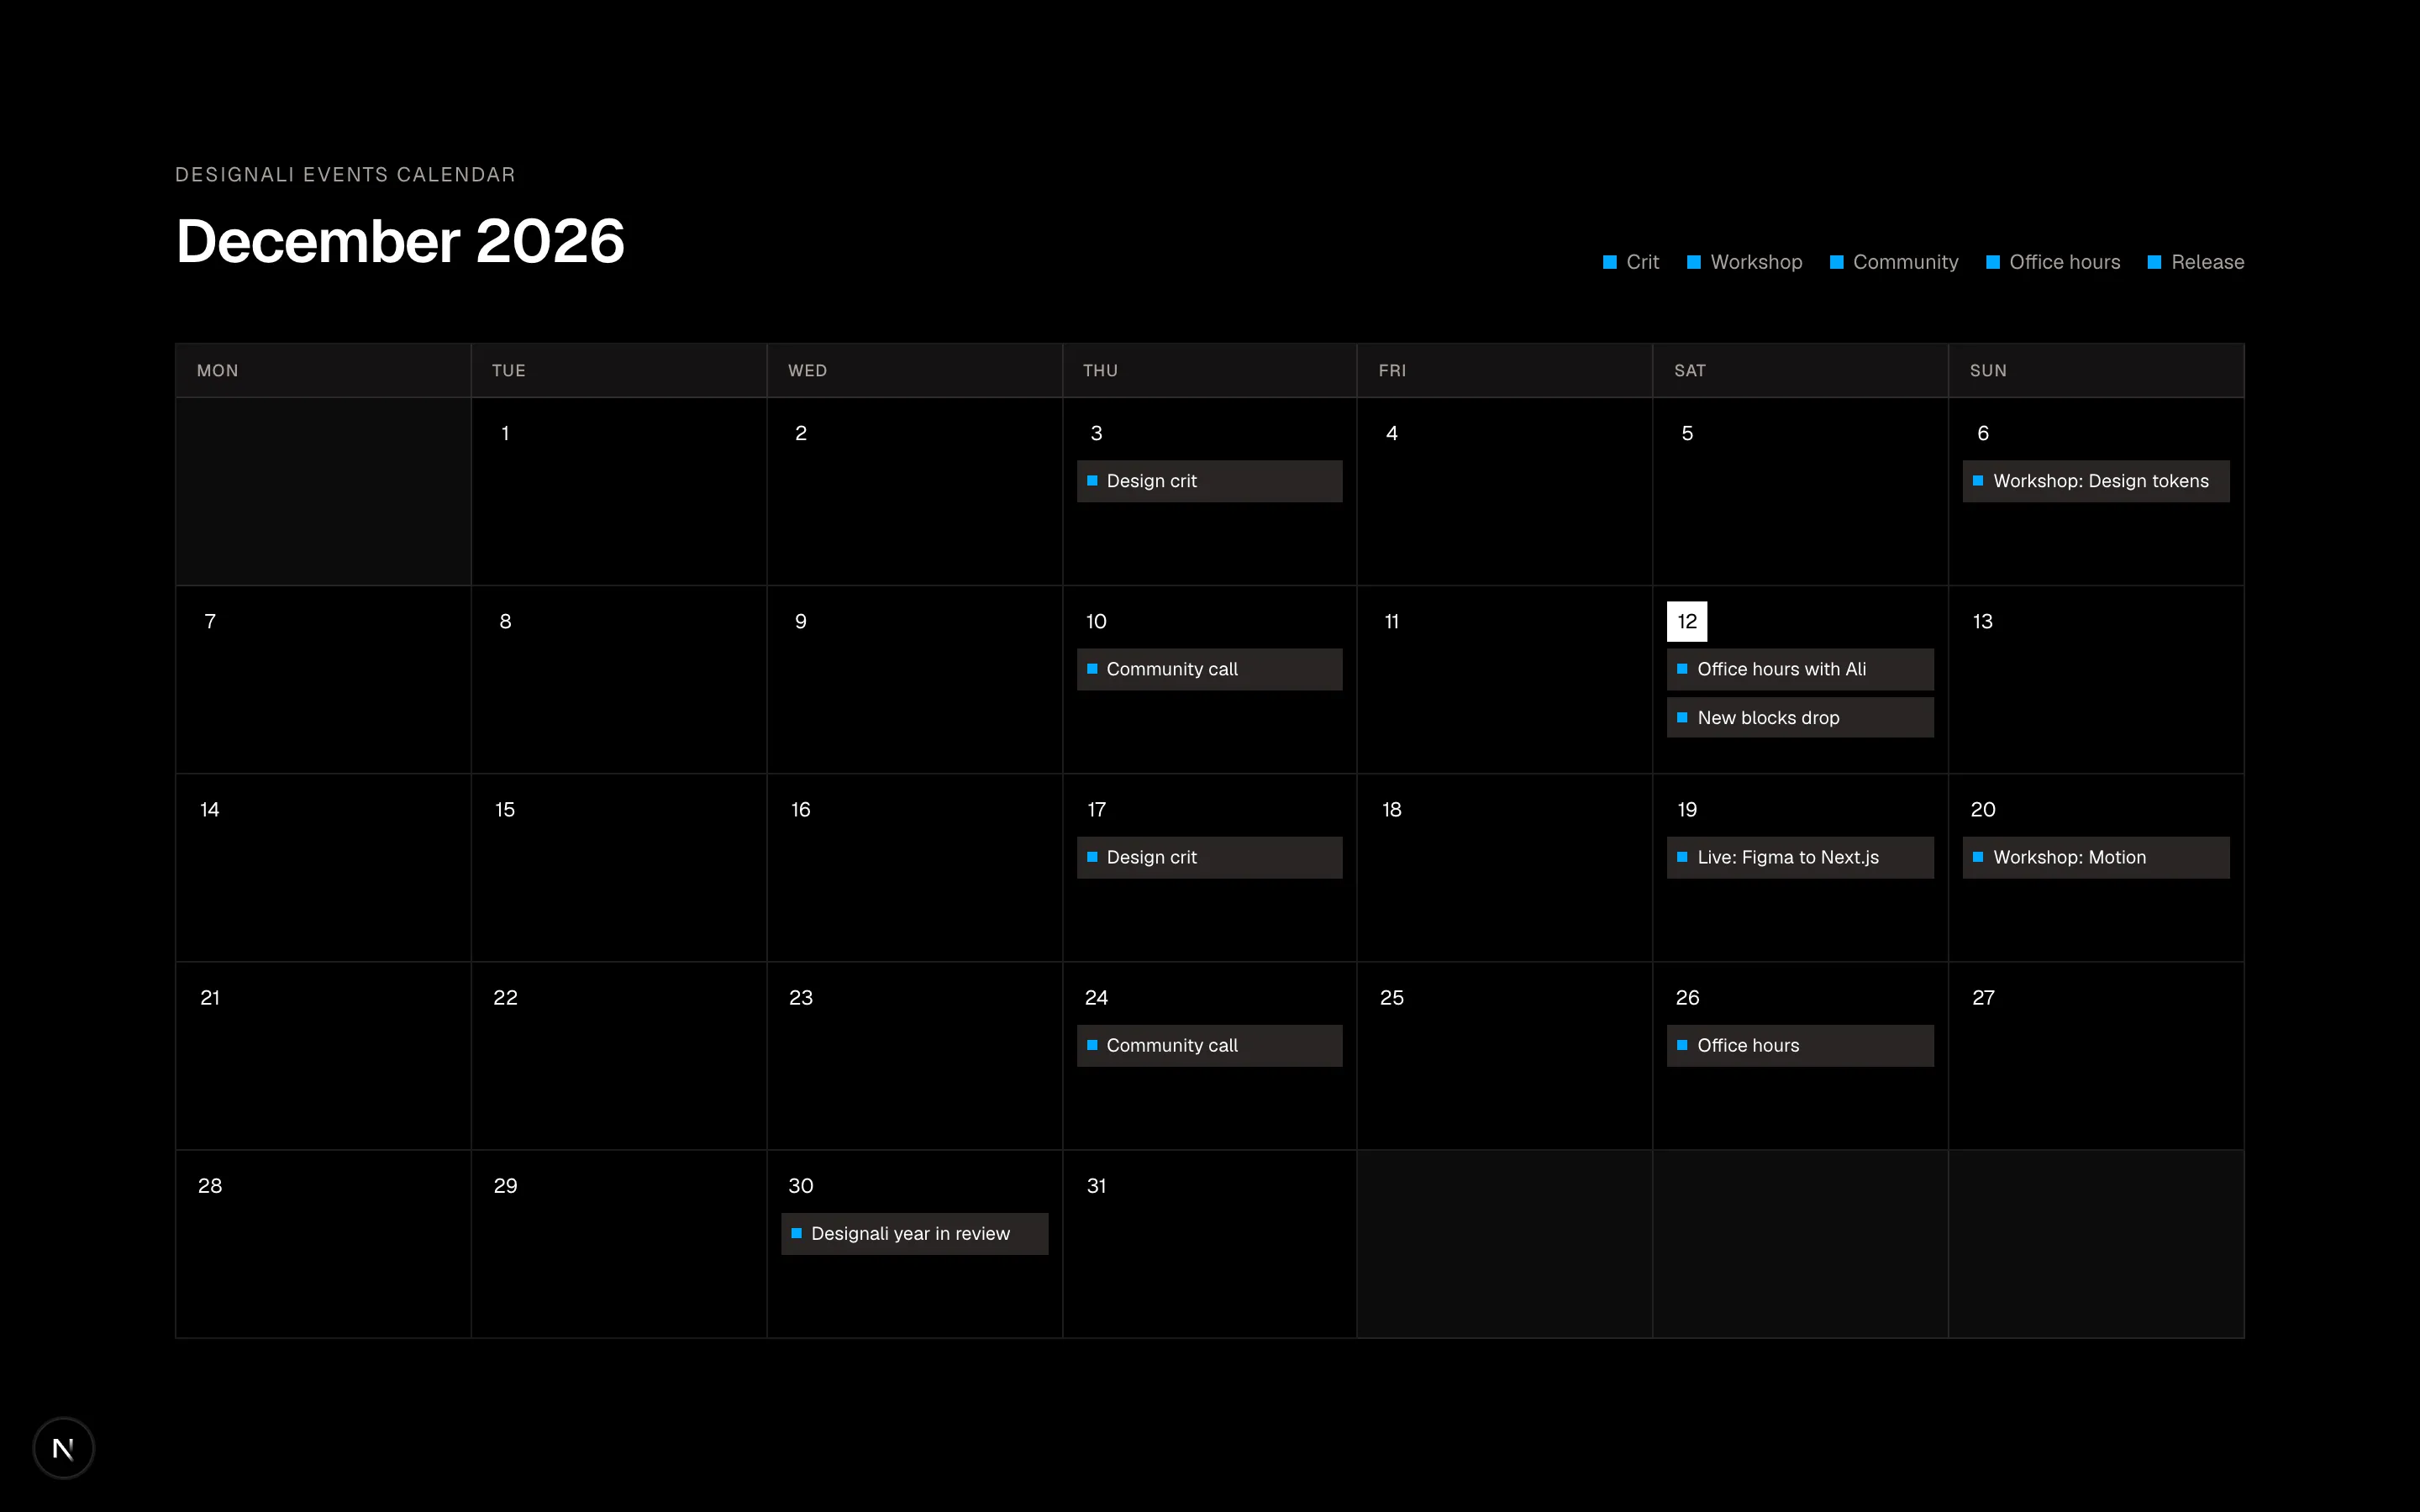 DESIGNALI EVENTS CALENDAR
December 2026
Crit Workshop Community Office hours Release
MON TUE WED THU FRI SAT SUN
1 2 3 4 5 6
Design crit Workshop: Design tokens
7 8 9 10 11 12 13
Community call Office hours with Ali
New blocks drop
14 15 16 17 18 19 20
Design crit Live: Figma to Next.js Workshop: Motion
21 22 23 24 25 26 27
Community call Office hours
28 29 30 31
Designali year in review
N